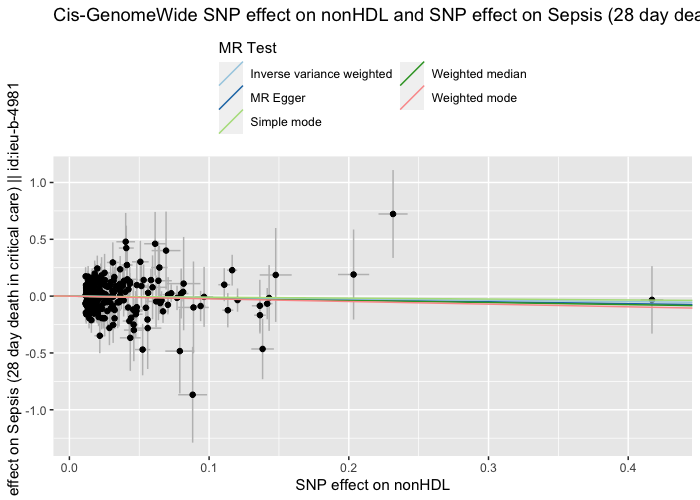 Cis-GenomeWide SNP effect on nonHDL and SNP effect on Sepsis (28 day dea
MR Test
Inverse variance weighted
Weighted median
MR Egger
Weighted mode
Simple mode
effect on Sepsis (28 day death in critical care) || id:ieu-b-4981
1.0
0.5
0.0
-0.5
-1.0
0.0 0.1 0.2 0.3 0.4
SNP effect on nonHDL